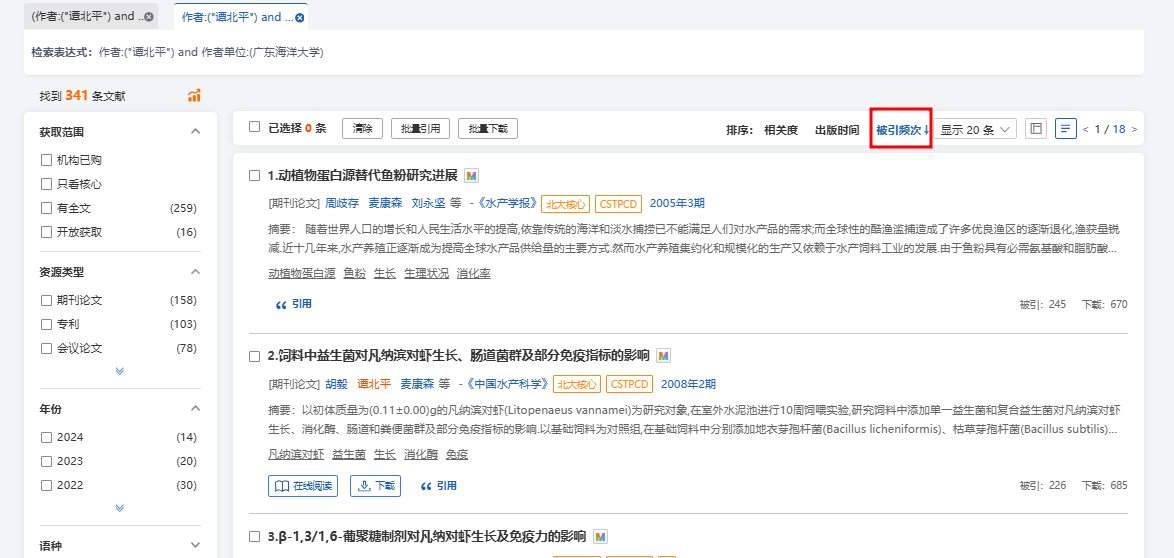 (作者:("谭北平") and ..
作者:("谭北平") and ...
检索表达式：作者:("谭北平") and 作者单位:(广东海洋大学)
找到 341 条文献
获取范围
机构已购
只看核心
有全文 (259)
开放获取 (16)
资源类型
期刊论文 (158)
专利 (103)
会议论文 (78)
年份
2024 (14)
2023 (20)
2022 (30)
语种
已选择 0 条 清除 批量引用 批量下载 排序： 相关度 出版时间 被引频次↓ 显示 20 条 < 1 / 18 >
1.动植物蛋白源替代鱼粉研究进展 M
[期刊论文] 周歧存 麦康森 刘永坚 等 -《水产学报》 北大核心 CSTPCD 2005年3期
摘要： 随着世界人口的增长和人民生活水平的提高,依靠传统的海洋和淡水捕捞已不能满足人们对水产品的需求;而全球性的酷渔滥捕造成了许多优良渔区的逐渐退化,渔获量锐
减.近十几年来,水产养殖正逐渐成为提高全球水产品供给量的主要方式.然而水产养殖集约化和规模化的生产又依赖于水产饲料工业的发展.由于鱼粉具有必需氨基酸和脂肪酸...
动植物蛋白源 鱼粉 生长 生理状况 消化率
引用 被引：245 下载：670
2.饲料中益生菌对凡纳滨对虾生长、肠道菌群及部分免疫指标的影响 M
[期刊论文] 胡毅 谭北平 麦康森 等 -《中国水产科学》 北大核心 CSTPCD 2008年2期
摘要：以初体质量为(0.11±0.00)g的凡纳滨对虾(Litopenaeus vannamei)为研究对象,在室外水泥池进行10周饲喂实验,研究饲料中添加单一益生菌和复合益生菌对凡纳滨对虾
生长、消化酶、肠道和粪便菌群及部分免疫指标的影响.以基础饲料为对照组,在基础饲料中分别添加地衣芽孢杆菌(Bacillus licheniformis)、枯草芽孢杆菌(Bacillus subtilis)...
凡纳滨对虾 益生菌 生长 消化酶 免疫
在线阅读 下载 引用 被引：226 下载：685
3.β-1,3/1,6-葡聚糖制剂对凡纳对虾生长及免疫力的影响 M